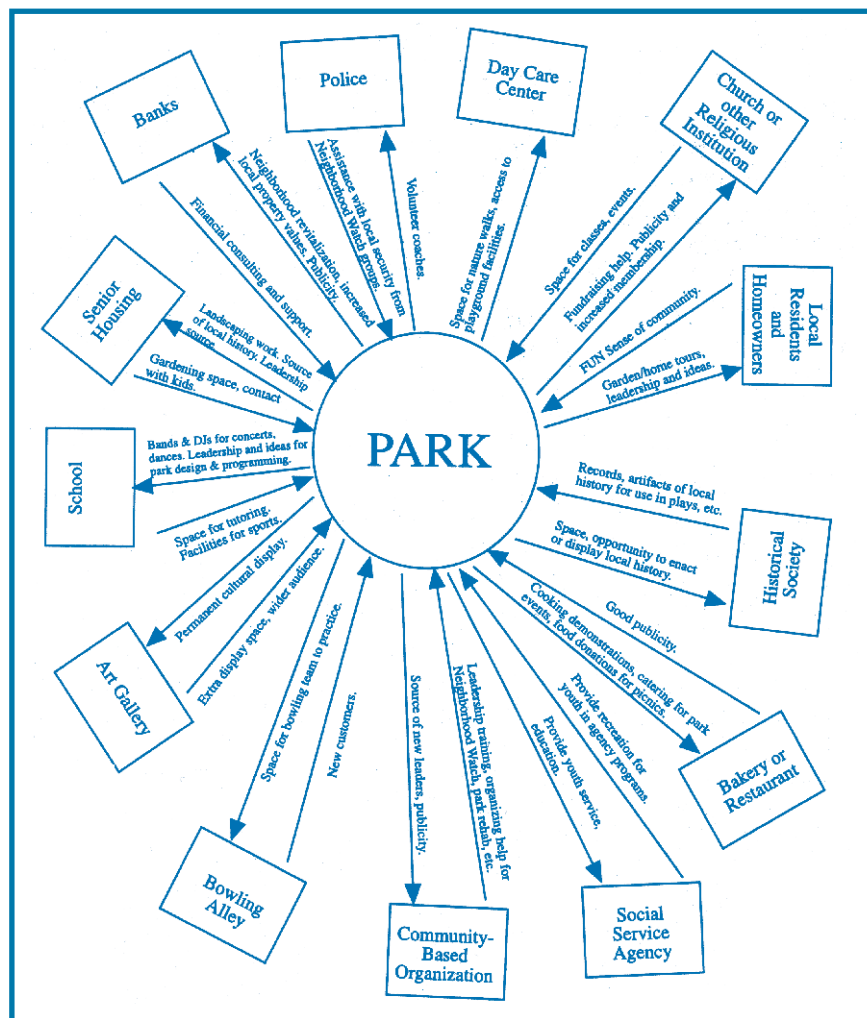 Banks
Police
Day Care
Center
Church or
other
Religious
Institution
Financial consulting and support.
Neighborhood revitalization, increased
local property values. Publicity.
Assistance with local security from
Neighborhood Watch groups.
Volunteer coaches.
Space for nature walks, access to
playground facilities.
Space for classes, events.
Fundraising help. Publicity and
increased membership.
Senior
Housing
Landscaping work. Source
of local history. Leadership
source.
Gardening space, contact
with kids.
FUN Sense of community.
Garden/home tours,
leadership and ideas.
Local
Residents
and
Homeowners
PARK
School
Bands & DJs for concerts,
dances. Leadership and ideas for
park design & programming.
Space for tutoring.
Facilities for sports.
Records, artifacts of local
history for use in plays, etc.
Space, opportunity to enact
or display local history.
Historical
Society
Art Gallery
Permanent cultural display.
Extra display space, wider audience.
Good publicity.
Cooking demonstrations, catering for park
events, food donations for picnics.
Bakery or
Restaurant
Bowling
Alley
Space for bowling team to practice.
New customers.
Source of new leaders, publicity.
Leadership training, organizing help for
Neighborhood Watch, park rehab, etc.
Community-
Based
Organization
Provide youth service,
education.
Provide recreation for
youth in agency programs.
Social
Service
Agency